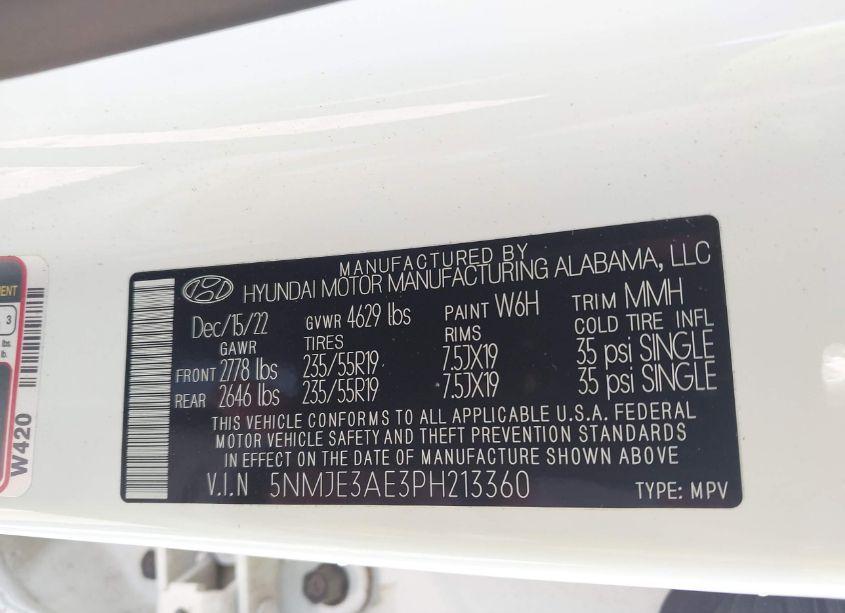 MANUFACTURED BY
HYUNDAI MOTOR MANUFACTURING ALABAMA, LLC
Dec/15/22 GVWR 4629 lbs PAINT W6H TRIM MMH
GAWR TIRES RIMS COLD TIRE INFL
FRONT 2778 lbs 235/55R19 7.5JX19 35 psi SINGLE
REAR 2646 lbs 235/55R19 7.5JX19 35 psi SINGLE
THIS VEHICLE CONFORMS TO ALL APPLICABLE U.S.A. FEDERAL
MOTOR VEHICLE SAFETY AND THEFT PREVENTION STANDARDS
IN EFFECT ON THE DATE OF MANUFACTURE SHOWN ABOVE.
V.I.N 5NMJE3AE3PH213360 TYPE: MPV
3
lbs.
lb.
W420